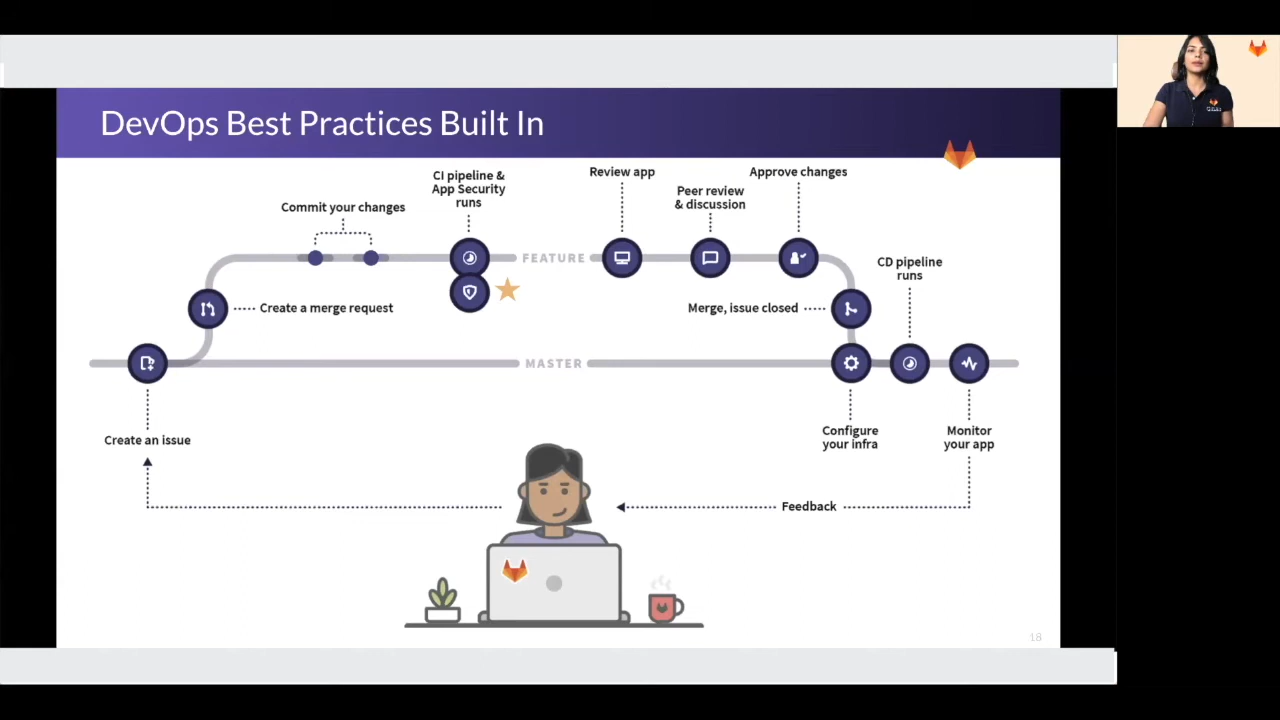 DevOps Best Practices Built In
CI pipeline &
App Security
runs
Review app
Approve changes
Peer review
& discussion
Commit your changes
FEATURE
CD pipeline
runs
Create a merge request
Merge, issue closed
MASTER
Create an issue
Configure
your infra
Monitor
your app
Feedback
18